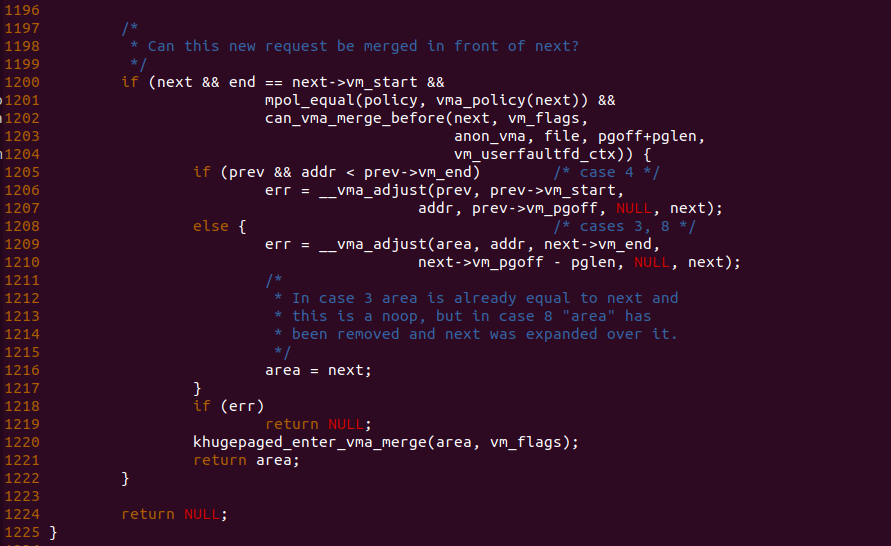 1196
1197 /*
1198 * Can this new request be merged in front of next?
1199 */
1200 if (next && end == next->vm_start &&
1201 mpol_equal(policy, vma_policy(next)) &&
1202 can_vma_merge_before(next, vm_flags,
1203 anon_vma, file, pgoff+pglen,
1204 vm_userfaultfd_ctx)) {
1205 if (prev && addr < prev->vm_end) /* case 4 */
1206 err = __vma_adjust(prev, prev->vm_start,
1207 addr, prev->vm_pgoff, NULL, next);
1208 else { /* cases 3, 8 */
1209 err = __vma_adjust(area, addr, next->vm_end,
1210 next->vm_pgoff - pglen, NULL, next);
1211 /*
1212 * In case 3 area is already equal to next and
1213 * this is a noop, but in case 8 "area" has
1214 * been removed and next was expanded over it.
1215 */
1216 area = next;
1217 }
1218 if (err)
1219 return NULL;
1220 khugepaged_enter_vma_merge(area, vm_flags);
1221 return area;
1222 }
1223
1224 return NULL;
1225 }